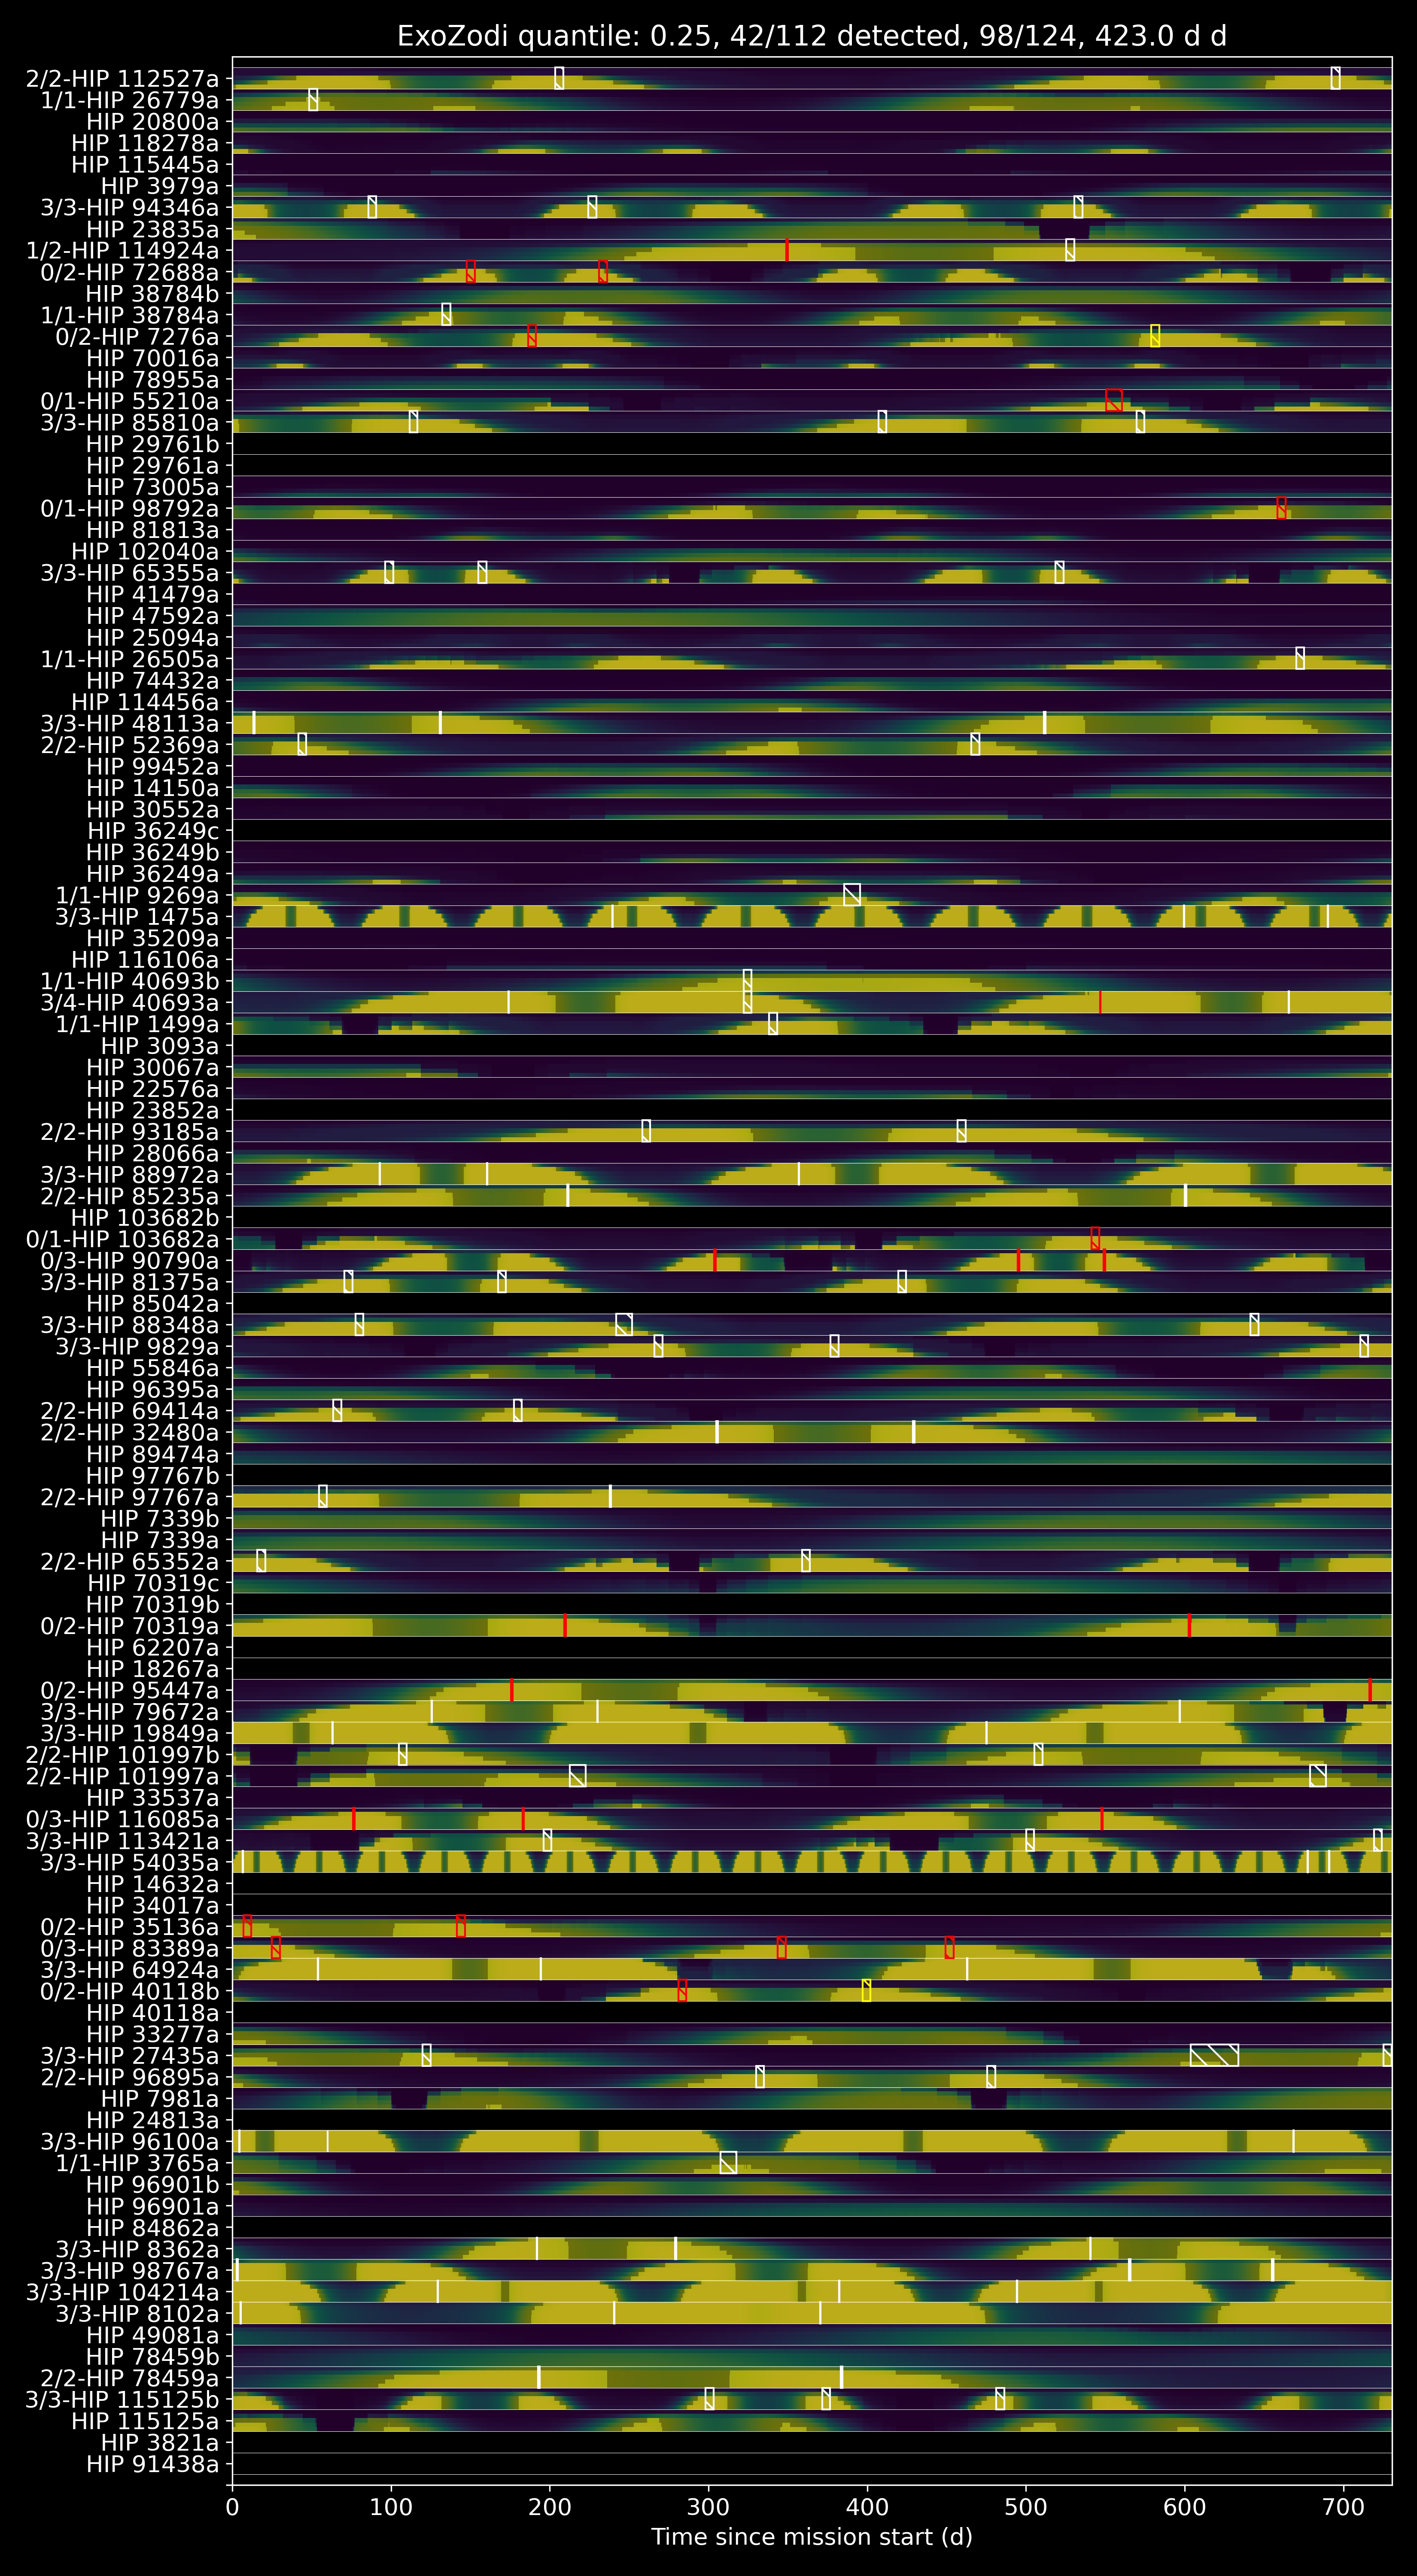 ExoZodi quantile: 0.25, 42/112 detected, 98/124, 423.0 d d
2/2-HIP 112527a
1/1-HIP 26779a
HIP 20800a
HIP 118278a
HIP 115445a
HIP 3979a
3/3-HIP 94346a
HIP 23835a
1/2-HIP 114924a
0/2-HIP 72688a
HIP 38784b
1/1-HIP 38784a
0/2-HIP 7276a
HIP 70016a
HIP 78955a
0/1-HIP 55210a
3/3-HIP 85810a
HIP 29761b
HIP 29761a
HIP 73005a
0/1-HIP 98792a
HIP 81813a
HIP 102040a
3/3-HIP 65355a
HIP 41479a
HIP 47592a
HIP 25094a
1/1-HIP 26505a
HIP 74432a
HIP 114456a
3/3-HIP 48113a
2/2-HIP 52369a
HIP 99452a
HIP 14150a
HIP 30552a
HIP 36249c
HIP 36249b
HIP 36249a
1/1-HIP 9269a
3/3-HIP 1475a
HIP 35209a
HIP 116106a
1/1-HIP 40693b
3/4-HIP 40693a
1/1-HIP 1499a
HIP 3093a
HIP 30067a
HIP 22576a
HIP 23852a
2/2-HIP 93185a
HIP 28066a
3/3-HIP 88972a
2/2-HIP 85235a
HIP 103682b
0/1-HIP 103682a
0/3-HIP 90790a
3/3-HIP 81375a
HIP 85042a
3/3-HIP 88348a
3/3-HIP 9829a
HIP 55846a
HIP 96395a
2/2-HIP 69414a
2/2-HIP 32480a
HIP 89474a
HIP 97767b
2/2-HIP 97767a
HIP 7339b
HIP 7339a
2/2-HIP 65352a
HIP 70319c
HIP 70319b
0/2-HIP 70319a
HIP 62207a
HIP 18267a
0/2-HIP 95447a
3/3-HIP 79672a
3/3-HIP 19849a
2/2-HIP 101997b
2/2-HIP 101997a
HIP 33537a
0/3-HIP 116085a
3/3-HIP 113421a
3/3-HIP 54035a
HIP 14632a
HIP 34017a
0/2-HIP 35136a
0/3-HIP 83389a
3/3-HIP 64924a
0/2-HIP 40118b
HIP 40118a
HIP 33277a
3/3-HIP 27435a
2/2-HIP 96895a
HIP 7981a
HIP 24813a
3/3-HIP 96100a
1/1-HIP 3765a
HIP 96901b
HIP 96901a
HIP 84862a
3/3-HIP 8362a
3/3-HIP 98767a
3/3-HIP 104214a
3/3-HIP 8102a
HIP 49081a
HIP 78459b
2/2-HIP 78459a
3/3-HIP 115125b
HIP 115125a
HIP 3821a
HIP 91438a
0 100 200 300 400 500 600 700
Time since mission start (d)